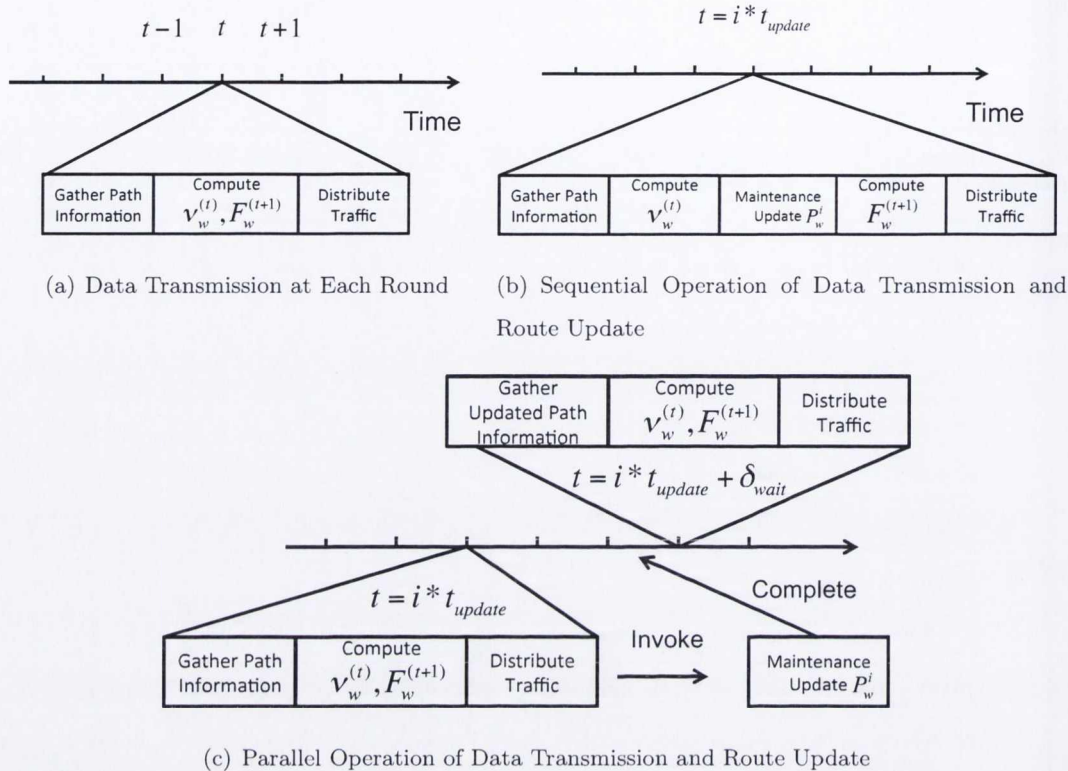 t−1 t t+1
Time
Gather Path
Information
Compute
ν_w^(t), F_w^(t+1)
Distribute
Traffic
(a) Data Transmission at Each Round
t = i* t_update
Time
Gather Path
Information
Compute
ν_w^(t)
Maintenance
Update P_w^i
Compute
F_w^(t+1)
Distribute
Traffic
(b) Sequential Operation of Data Transmission and
Route Update
Gather
Updated Path
Information
Compute
ν_w^(t), F_w^(t+1)
Distribute
Traffic
t = i* t_update + δ_wait
t = i* t_update
Complete
Gather Path
Information
Compute
ν_w^(t), F_w^(t+1)
Distribute
Traffic
Invoke
Maintenance
Update P_w^i
(c) Parallel Operation of Data Transmission and Route Update